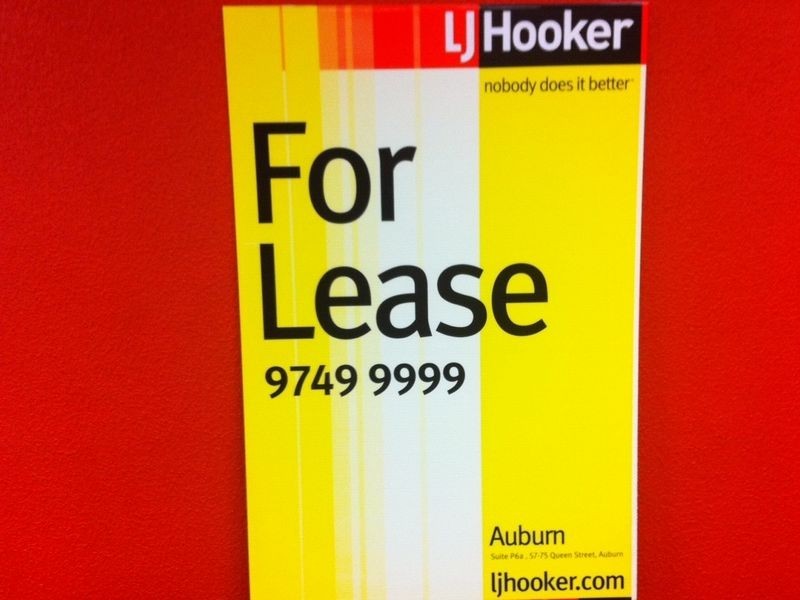 LJ Hooker
nobody does it better™
For
Lease
9749 9999
Auburn
Suite P6a , 57-75 Queen Street, Auburn
ljhooker.com